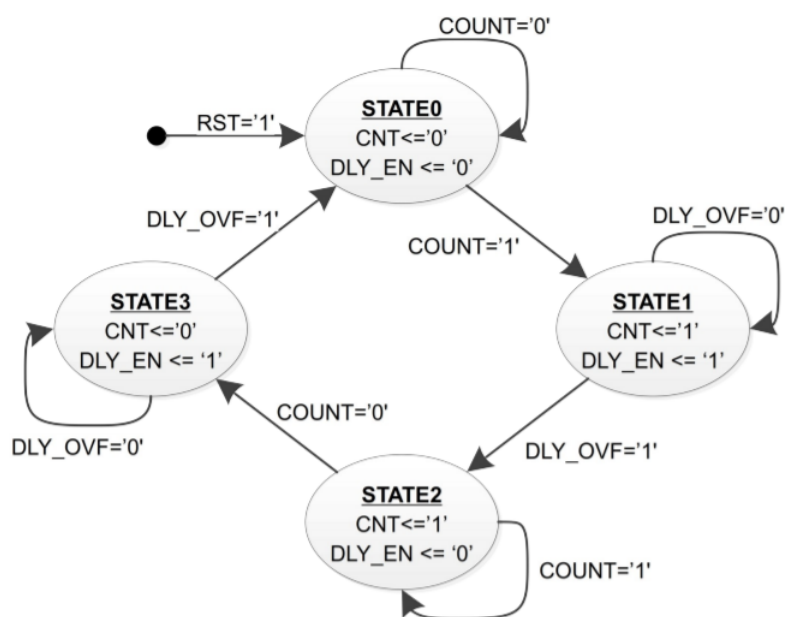 COUNT='0'
STATE0
RST='1'
CNT<='0'
DLY_EN <= ‘0’
DLY_OVF='1'
COUNT='1'
DLY_OVF='0'
STATE3
CNT<='0’
DLY_EN <= ‘1’
STATE1
CNT<='1’
DLY_EN <= ‘1’
COUNT='0'
DLY_OVF='0'
DLY_OVF='1'
STATE2
CNT<='1’
DLY_EN <= ‘0’
COUNT='1'